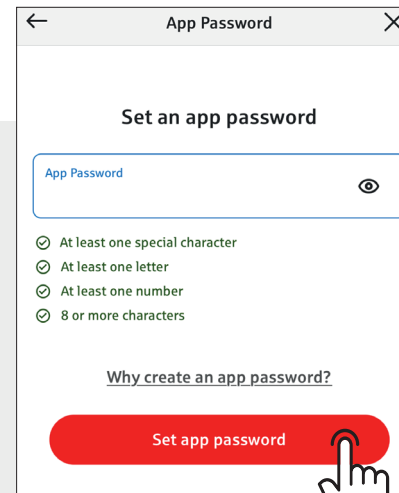 App Password
Set an app password
App Password
At least one special character
At least one letter
At least one number
8 or more characters
Why create an app password?
Set app password